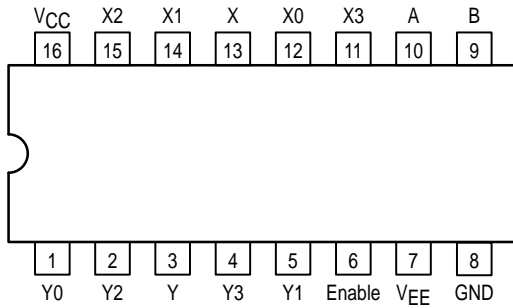 VCC X2 X1 X X0 X3 A B
16 15 14 13 12 11 10 9
1 2 3 4 5 6 7 8
Y0 Y2 Y Y3 Y1 Enable VEE GND